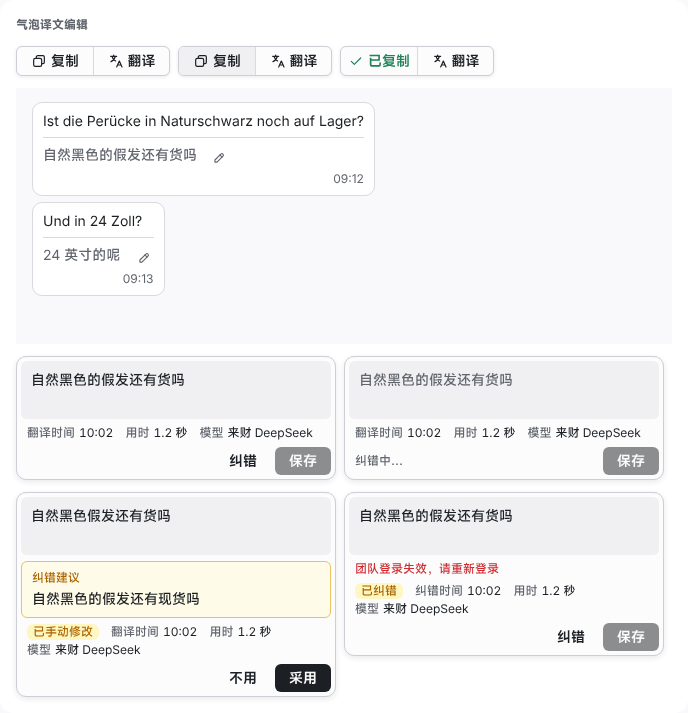 气泡译文编辑
复制 翻译 复制 翻译 已复制 翻译
Ist die Perücke in Naturschwarz noch auf Lager?
自然黑色的假发还有货吗
09:12
Und in 24 Zoll?
24 英寸的呢
09:13
自然黑色的假发还有货吗
翻译时间 10:02 用时 1.2 秒 模型 来财 DeepSeek
纠错 保存
自然黑色的假发还有货吗
翻译时间 10:02 用时 1.2 秒 模型 来财 DeepSeek
纠错中... 保存
自然黑色假发还有货吗
纠错建议
自然黑色的假发还有现货吗
已手动修改 翻译时间 10:02 用时 1.2 秒
模型 来财 DeepSeek
不用 采用
自然黑色的假发还有货吗
团队登录失效，请重新登录
已纠错 纠错时间 10:02 用时 1.2 秒
模型 来财 DeepSeek
纠错 保存